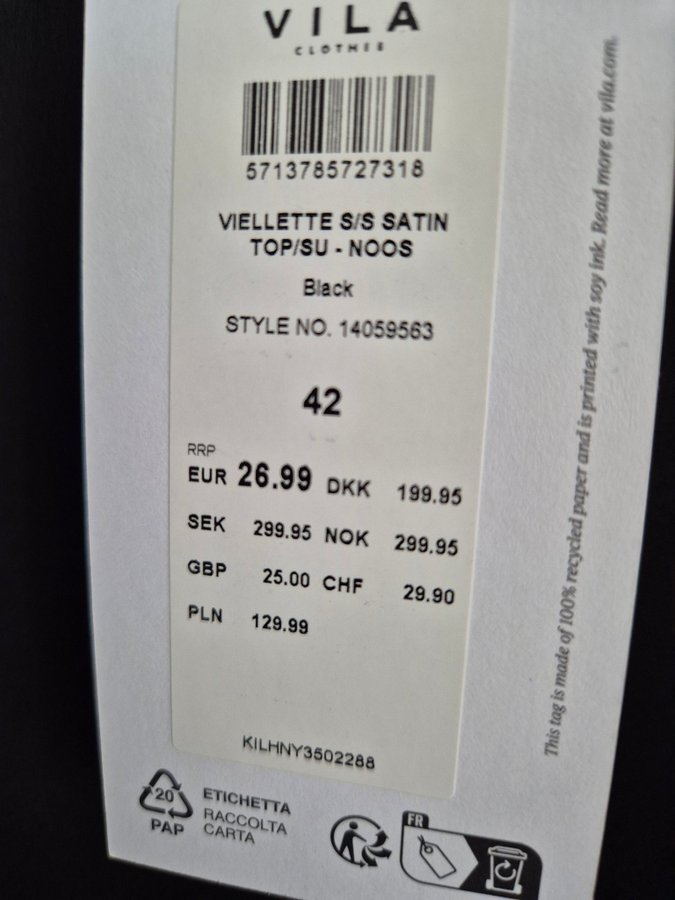 VILA
CLOTHES
5713785727318
VIELLETTE S/S SATIN
TOP/SU - NOOS
Black
STYLE NO. 14059563
42
RRP
EUR 26.99 DKK 199.95
SEK 299.95 NOK 299.95
GBP 25.00 CHF 29.90
PLN 129.99
KILHNY3502288
20
PAP
ETICHETTA
RACCOLTA
CARTA
FR
This tag is made of 100% recycled paper and is printed with soy ink. Read more at vila.com.